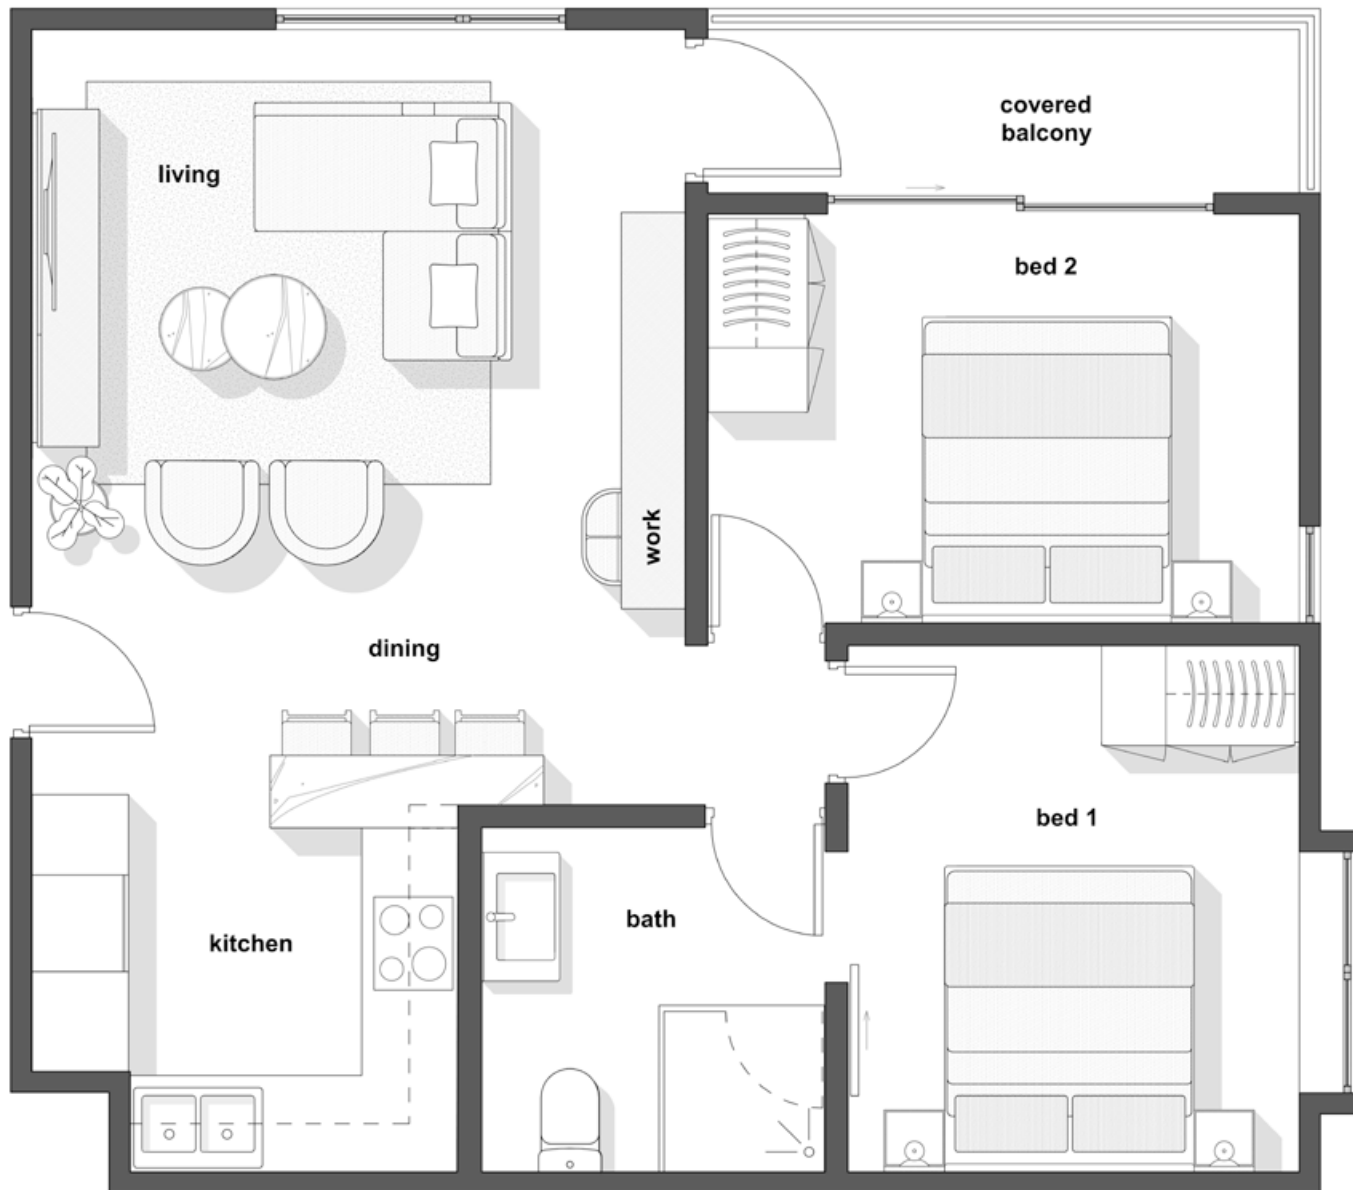 covered
balcony
living
bed 2
work
dining
bed 1
bath
kitchen